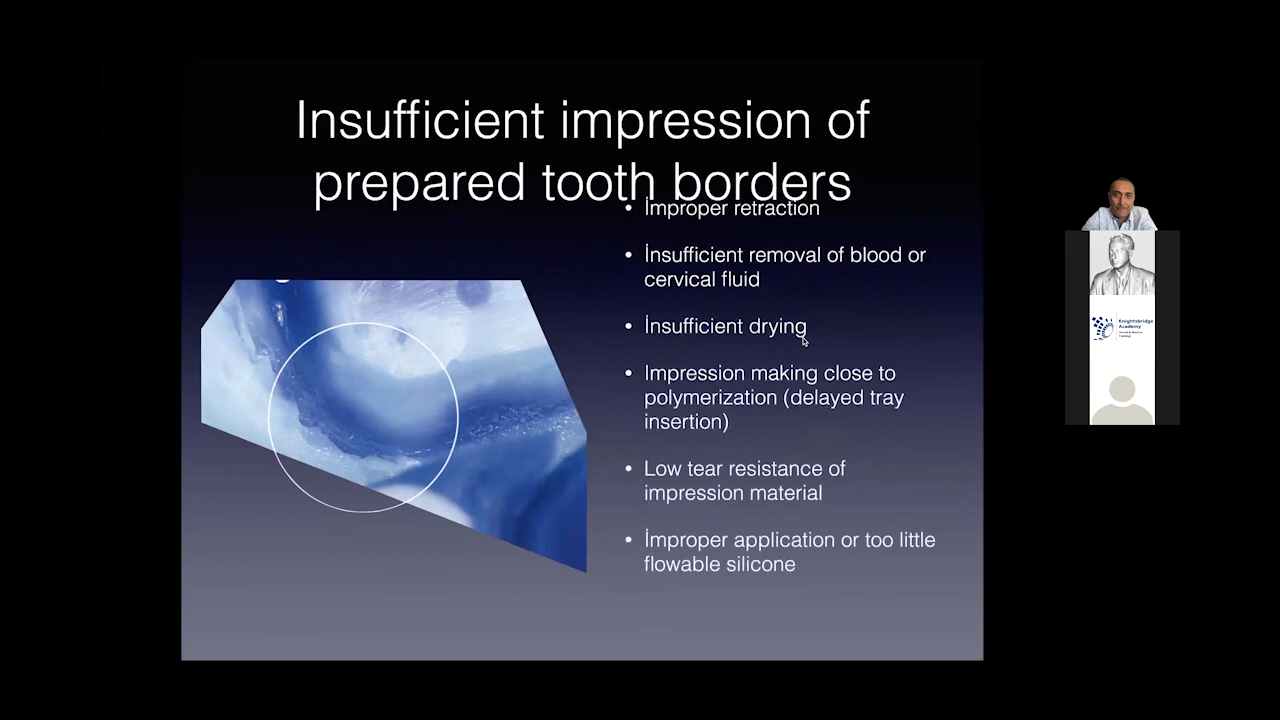 Insufficient impression of
prepared tooth borders
• İmproper retraction
• İnsufficient removal of blood or
cervical fluid
• İnsufficient drying
• Impression making close to
polymerization (delayed tray
insertion)
• Low tear resistance of
impression material
• İmproper application or too little
flowable silicone
Knightsbridge
Academy